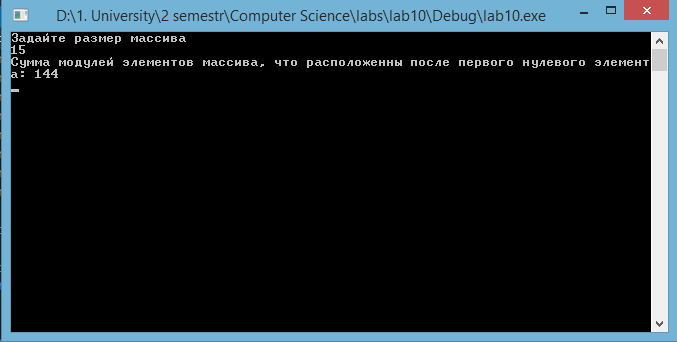 D:\1. University\2 semestr\Computer Science\labs\lab10\Debug\lab10.exe
Задайте размер массива
15
Сумма модулей элементов массива, что расположенны после первого нулевого элемент
а: 144